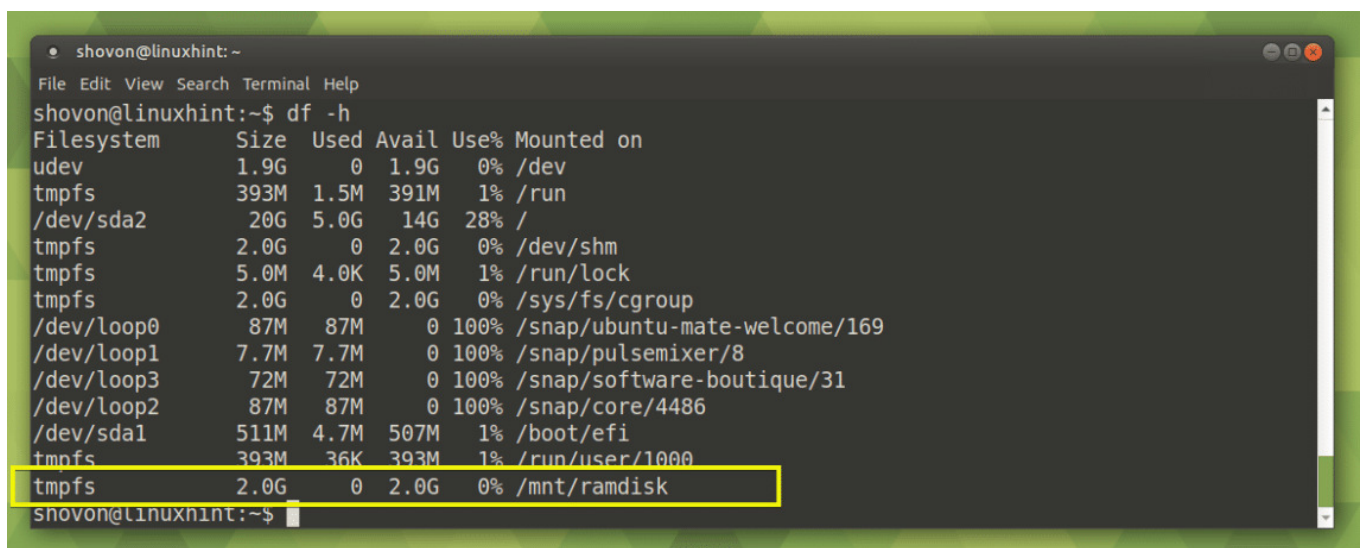 shovon@linuxhint: ~
File Edit View Search Terminal Help
shovon@linuxhint:~$ df -h
Filesystem      Size  Used Avail Use% Mounted on
udev            1.9G     0  1.9G   0% /dev
tmpfs           393M  1.5M  391M   1% /run
/dev/sda2        20G  5.0G   14G  28% /
tmpfs           2.0G     0  2.0G   0% /dev/shm
tmpfs           5.0M  4.0K  5.0M   1% /run/lock
tmpfs           2.0G     0  2.0G   0% /sys/fs/cgroup
/dev/loop0       87M   87M     0 100% /snap/ubuntu-mate-welcome/169
/dev/loop1      7.7M  7.7M     0 100% /snap/pulsemixer/8
/dev/loop3       72M   72M     0 100% /snap/software-boutique/31
/dev/loop2       87M   87M     0 100% /snap/core/4486
/dev/sda1       511M  4.7M  507M   1% /boot/efi
tmpfs           393M   36K  393M   1% /run/user/1000
tmpfs           2.0G     0  2.0G   0% /mnt/ramdisk
shovon@linuxhint:~$